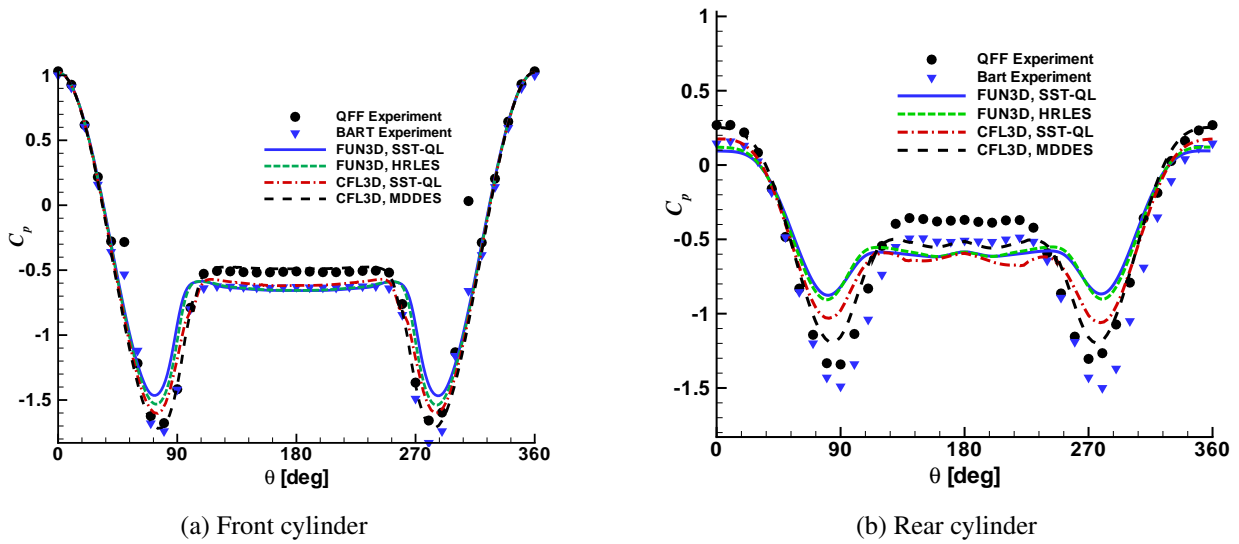 1
0.5
0
-0.5
-1
-1.5
C_p
QFF Experiment
BART Experiment
FUN3D, SST-QL
FUN3D, HRLES
CFL3D, SST-QL
CFL3D, MDDES
0 90 180 270 360
θ [deg]
(a) Front cylinder
1
0.5
0
-0.5
-1
-1.5
C_p
QFF Experiment
Bart Experiment
FUN3D, SST-QL
FUN3D, HRLES
CFL3D, SST-QL
CFL3D, MDDES
0 90 180 270 360
θ [deg]
(b) Rear cylinder